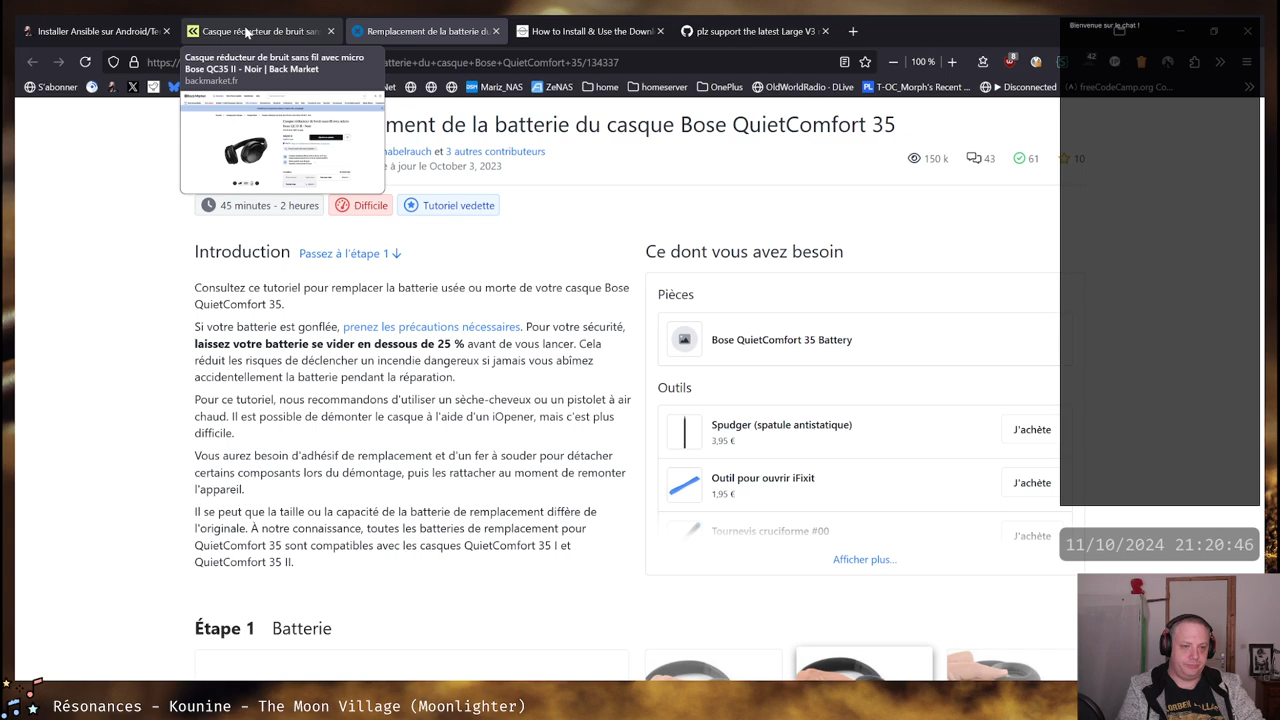 Installer Ansible sur Android/Te
Casque réducteur de bruit san
Remplacement de la batterie du
How to Install & Use the Downl
plz support the latest Large V3
Bienvenue sur le chat !
Casque réducteur de bruit sans fil avec micro
Bose QC35 II - Noir | Back Market
backmarket.fr
https://
atterie+du+casque+Bose+QuietComfort+35/134337
100 %
8
42
S'abonner
et
Mariz_NAS
ZeNAS
home
OldWorldIs
DLive
Disconnected
freeCodeCamp.org Co...
ment de la batterie du casque Bose QuietComfort 35
nabelrauch et 3 autres contributeurs
à jour le October 3, 2023
150 k
43
61
10
45 minutes - 2 heures
Difficile
Tutoriel vedette
Introduction
Passez à l'étape 1
Consultez ce tutoriel pour remplacer la batterie usée ou morte de votre casque Bose
QuietComfort 35.
Si votre batterie est gonflée, prenez les précautions nécessaires. Pour votre sécurité,
laissez votre batterie se vider en dessous de 25 % avant de vous lancer. Cela
réduit les risques de déclencher un incendie dangereux si jamais vous abîmez
accidentellement la batterie pendant la réparation.
Pour ce tutoriel, nous recommandons d'utiliser un sèche-cheveux ou un pistolet à air
chaud. Il est possible de démonter le casque à l'aide d'un iOpener, mais c'est plus
difficile.
Vous aurez besoin d'adhésif de remplacement et d'un fer à souder pour détacher
certains composants lors du démontage, puis les rattacher au moment de remonter
l'appareil.
Il se peut que la taille ou la capacité de la batterie de remplacement diffère de
l'originale. À notre connaissance, toutes les batteries de remplacement pour
QuietComfort 35 sont compatibles avec les casques QuietComfort 35 I et
QuietComfort 35 II.
Ce dont vous avez besoin
Pièces
Bose QuietComfort 35 Battery
Outils
Spudger (spatule antistatique)
3,95 €
J'achète
Outil pour ouvrir iFixit
1,95 €
J'achète
Tournevis cruciforme #00
J'achète
Afficher plus...
11/10/2024 21:20:46
Étape 1 Batterie
Résonances - Kounine - The Moon Village (Moonlighter)